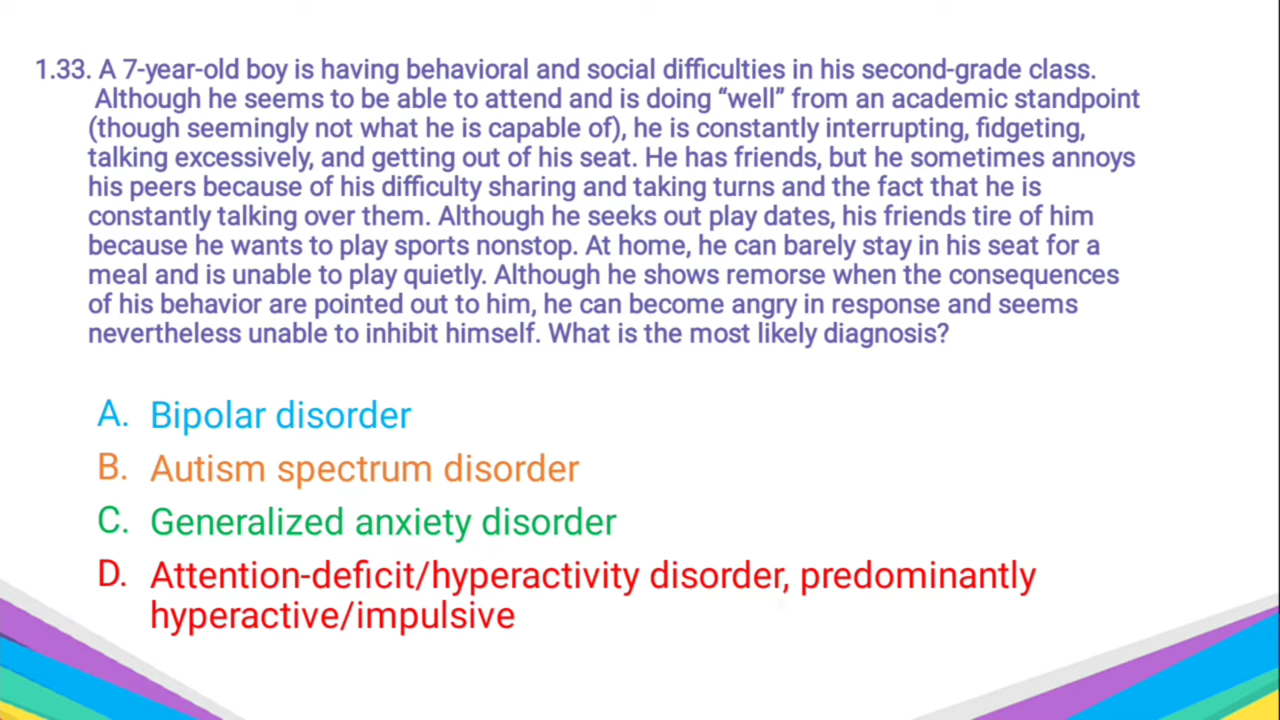 1.33. A 7-year-old boy is having behavioral and social difficulties in his second-grade class.
Although he seems to be able to attend and is doing “well” from an academic standpoint
(though seemingly not what he is capable of), he is constantly interrupting, fidgeting,
talking excessively, and getting out of his seat. He has friends, but he sometimes annoys
his peers because of his difficulty sharing and taking turns and the fact that he is
constantly talking over them. Although he seeks out play dates, his friends tire of him
because he wants to play sports nonstop. At home, he can barely stay in his seat for a
meal and is unable to play quietly. Although he shows remorse when the consequences
of his behavior are pointed out to him, he can become angry in response and seems
nevertheless unable to inhibit himself. What is the most likely diagnosis?
A. Bipolar disorder
B. Autism spectrum disorder
C. Generalized anxiety disorder
D. Attention-deficit/hyperactivity disorder, predominantly
hyperactive/impulsive